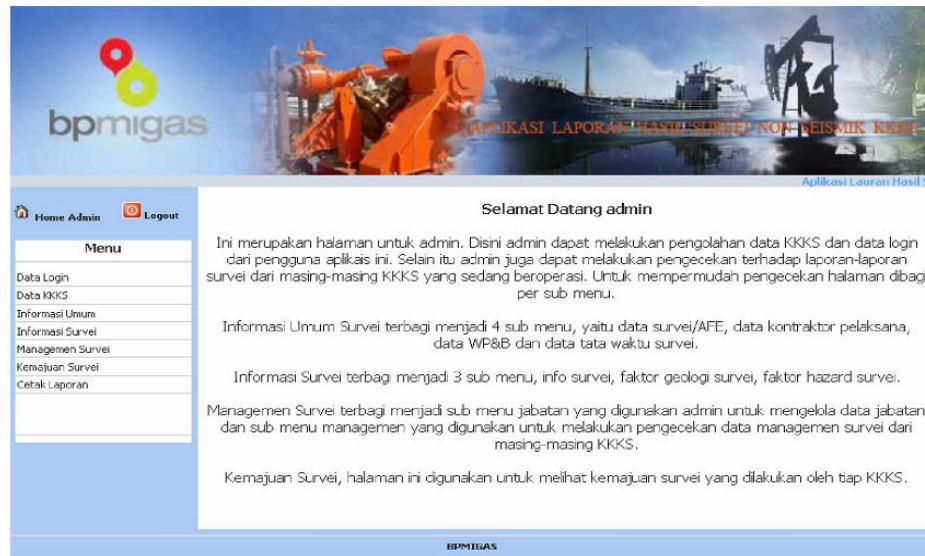 bpmigas
APLIKASI LAPORAN HASIL SURVEI NON SEISMIK KKKS
Aplikasi Lauran Hasil S
Home Admin
Logout
Menu
Data Login
Data KKKS
Informasi Umum
Informasi Survei
Managemen Survei
Kemajuan Survei
Cetak Laporan
Selamat Datang admin
Ini merupakan halaman untuk admin. Disini admin dapat melakukan pengolahan data KKKS dan data login
dari pengguna aplikais ini. Selain itu admin juga dapat melakukan pengecekan terhadap laporan-laporan
survei dari masing-masing KKKS yang sedang beroperasi. Untuk mempermudah pengecekan halaman dibagi
per sub menu.
Informasi Umum Survei terbagi menjadi 4 sub menu, yaitu data survei/AFE, data kontraktor pelaksana,
data WP&B dan data tata waktu survei.
Informasi Survei terbagi menjadi 3 sub menu, info survei, faktor geologi survei, faktor hazard survei.
Managemen Survei terbagi menjadi sub menu jabatan yang digunakan admin untuk mengelola data jabatan
dan sub menu managemen yang digunakan untuk melakukan pengecekan data managemen survei dari
masing-masing KKKS.
Kemajuan Survei, halaman ini digunakan untuk melihat kemajuan survei yang dilakukan oleh tiap KKKS.
BPMIGAS